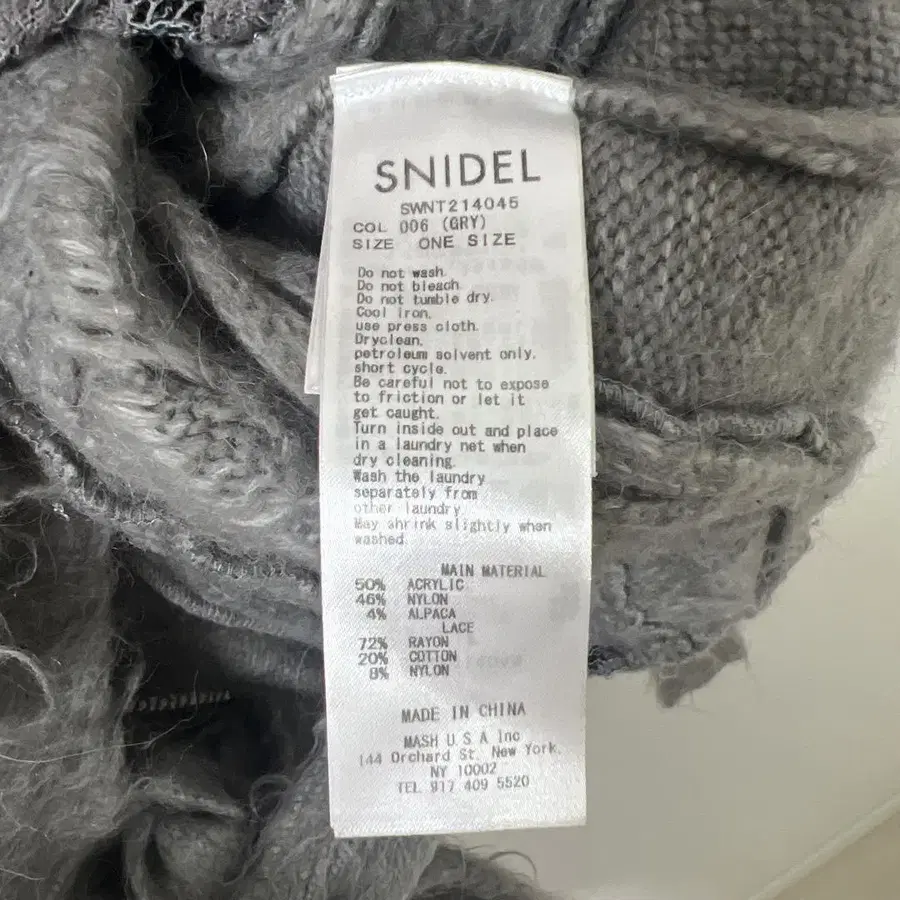 SNIDEL
SWNT214045
COL 006 (GRY)
SIZE ONE SIZE
Do not wash.
Do not bleach.
Do not tumble dry.
Cool iron.
use press cloth.
Dryclean.
petroleum solvent only.
short cycle.
Be careful not to expose
to friction or let it
get caught.
Turn inside out and place
in a laundry net when
dry cleaning.
Wash the laundry
separately from
other laundry.
May shrink slightly when
washed.
MAIN MATERIAL
50% ACRYLIC
46% NYLON
4% ALPACA
LACE
72% RAYON
20% COTTON
8% NYLON
MADE IN CHINA
MASH U S A Inc
144 Orchard St. New York.
NY 10002
TEL 917 409 5520